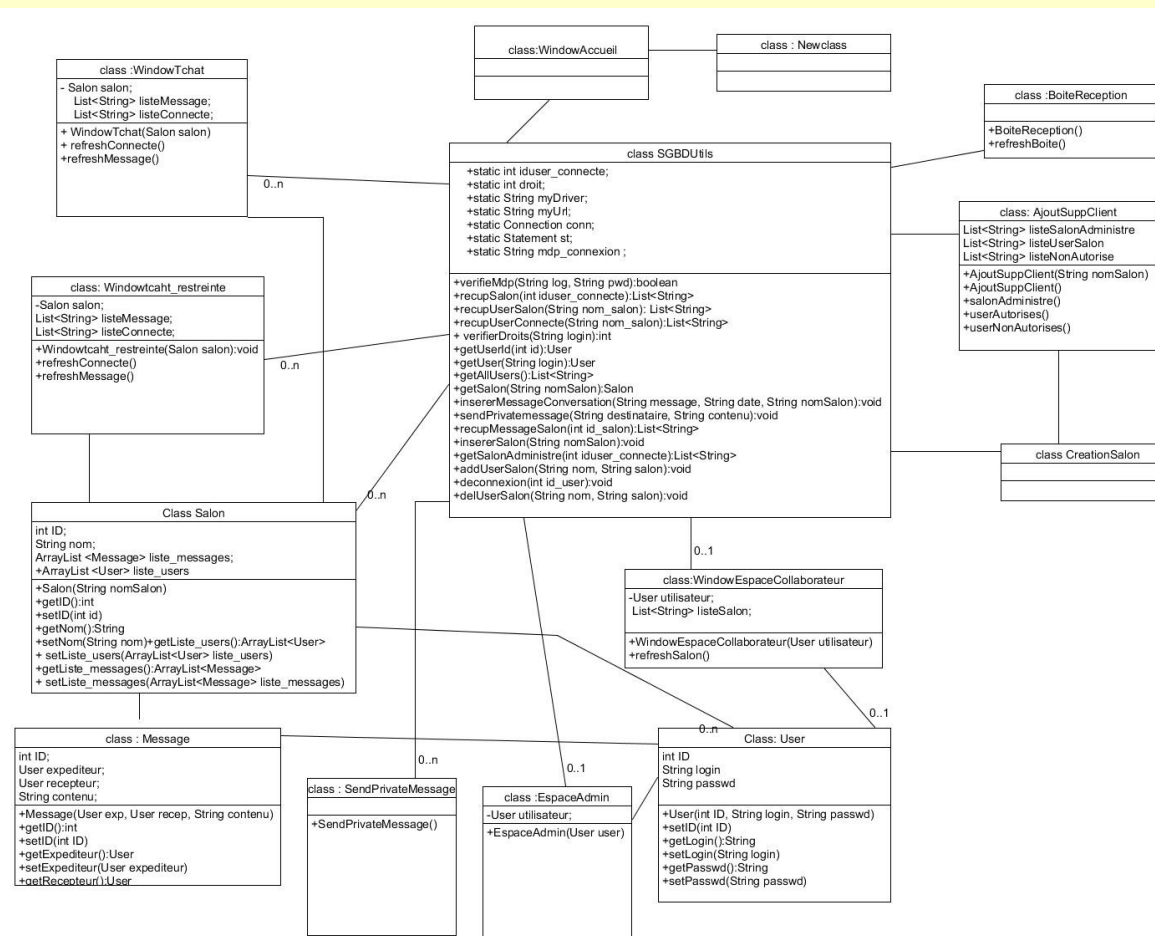 class:WindowAccueil
class : Newclass
class :WindowTchat
- Salon salon;
List<String> listeMessage;
List<String> listeConnecte;
+ WindowTchat(Salon salon)
+ refreshConnecte()
+refreshMessage()
0..n
class :BoiteReception
+BoiteReception()
+refreshBoite()
class SGBDUtils
+static int iduser_connecte;
+static int droit;
+static String myDriver;
+static String myUrl;
+static Connection conn;
+static Statement st;
+static String mdp_connexion ;
+verifieMdp(String log, String pwd):boolean
+recupSalon(int iduser_connecte):List<String>
+recupUserSalon(String nom_salon): List<String>
+recupUserConnecte(String nom_salon):List<String>
+ verifierDroits(String login):int
+getUserId(int id):User
+getUser(String login):User
+getAllUsers():List<String>
+getSalon(String nomSalon):Salon
+insererMessageConversation(String message, String date, String nomSalon):void
+sendPrivatemessage(String destinataire, String contenu):void
+recupMessageSalon(int id_salon):List<String>
+insererSalon(String nomSalon):void
+getSalonAdministre(int iduser_connecte):List<String>
+addUserSalon(String nom, String salon):void
+deconnexion(int id_user):void
+delUserSalon(String nom, String salon):void
class: AjoutSuppClient
List<String> listeSalonAdministre
List<String> listeUserSalon
List<String> listeNonAutorise
+AjoutSuppClient(String nomSalon)
+AjoutSuppClient()
+salonAdministre()
+userAutorises()
+userNonAutorises()
class: Windowtcaht_restreinte
-Salon salon;
List<String> listeMessage;
List<String> listeConnecte;
+Windowtcaht_restreinte(Salon salon):void
+refreshConnecte()
+refreshMessage()
0..n
class CreationSalon
0..n
Class Salon
int ID;
String nom;
ArrayList <Message> liste_messages;
+ArrayList <User> liste_users
+Salon(String nomSalon)
+getID():int
+setID(int id)
+getNom():String
+setNom(String nom)+getListe_users():ArrayList<User>
+ setListe_users(ArrayList<User> liste_users)
+getListe_messages():ArrayList<Message>
+ setListe_messages(ArrayList<Message> liste_messages)
0..1
class:WindowEspaceCollaborateur
-User utilisateur;
List<String> listeSalon;
+WindowEspaceCollaborateur(User utilisateur)
+refreshSalon()
0..1
0..n
class : Message
int ID;
User expediteur;
User recepteur;
String contenu;
+Message(User exp, User recep, String contenu)
+getID():int
+setID(int ID)
+getExpediteur():User
+setExpediteur(User expediteur)
+getRecepteur():User
0..n
class : SendPrivateMessage
+SendPrivateMessage()
0..1
class :EspaceAdmin
-User utilisateur;
+EspaceAdmin(User user)
Class: User
int ID
String login
String passwd
+User(int ID, String login, String passwd)
+setID(int ID)
+getLogin():String
+setLogin(String login)
+getPasswd():String
+setPasswd(String passwd)